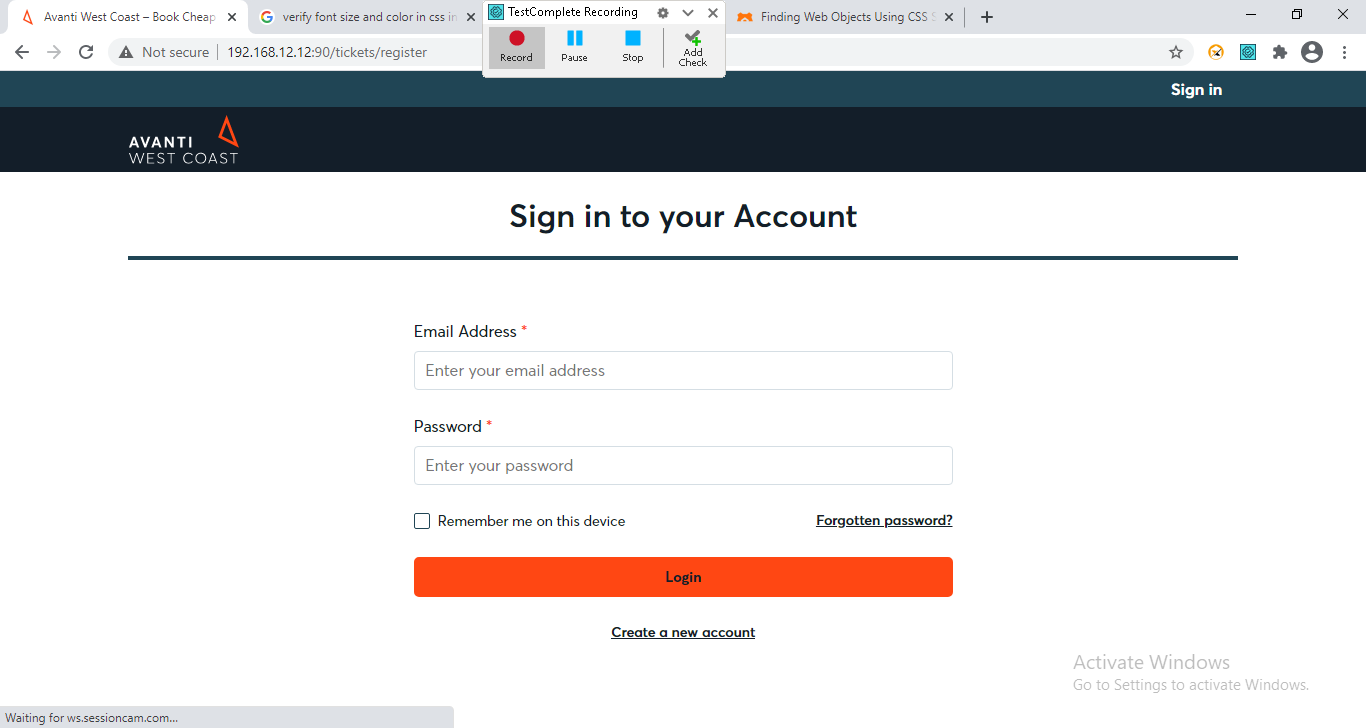 Avanti West Coast – Book Cheap
verify font size and color in css in
TestComplete Recording
Finding Web Objects Using CSS S
Not secure
192.168.12.12:90/tickets/register
Record
Pause
Stop
Add
Check
Sign in
AVANTI
WEST COAST
Sign in to your Account
Email Address *
Enter your email address
Password *
Enter your password
Remember me on this device
Forgotten password?
Login
Create a new account
Activate Windows
Go to Settings to activate Windows.
Waiting for ws.sessioncam.com...